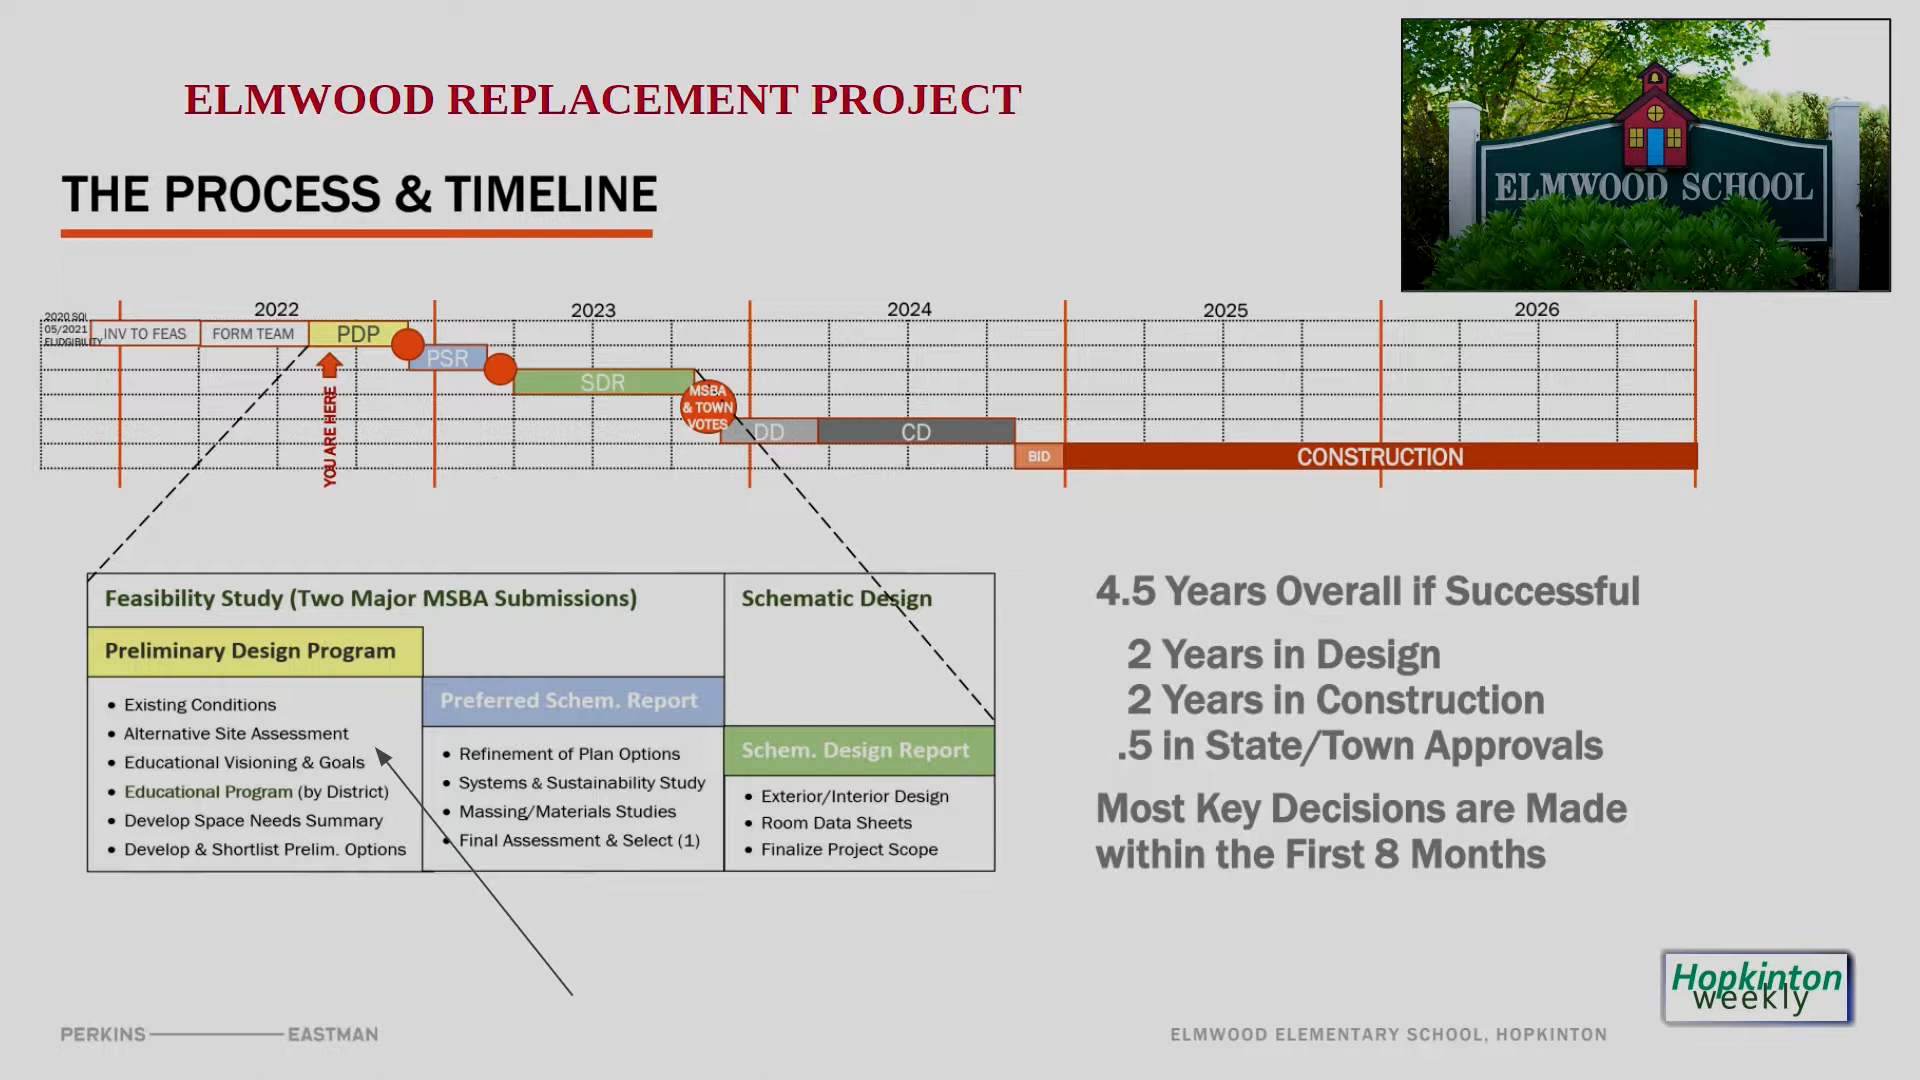 ELMWOOD REPLACEMENT PROJECT
ELMWOOD SCHOOL
THE PROCESS & TIMELINE
2022
2023
2024
2025
2026
2020 SOI
05/2021
ELIDGIBILITY
INV TO FEAS
FORM TEAM
PDP
PSR
SDR
MSBA
& TOWN
VOTES
DD
CD
BID
CONSTRUCTION
YOU ARE HERE
Feasibility Study (Two Major MSBA Submissions)
Schematic Design
Preliminary Design Program
• Existing Conditions
• Alternative Site Assessment
• Educational Visioning & Goals
• Educational Program (by District)
• Develop Space Needs Summary
• Develop & Shortlist Prelim. Options
Preferred Schem. Report
• Refinement of Plan Options
• Systems & Sustainability Study
• Massing/Materials Studies
• Final Assessment & Select (1)
Schem. Design Report
• Exterior/Interior Design
• Room Data Sheets
• Finalize Project Scope
4.5 Years Overall if Successful
2 Years in Design
2 Years in Construction
.5 in State/Town Approvals
Most Key Decisions are Made
within the First 8 Months
Hopkinton
weekly
PERKINS EASTMAN
ELMWOOD ELEMENTARY SCHOOL, HOPKINTON